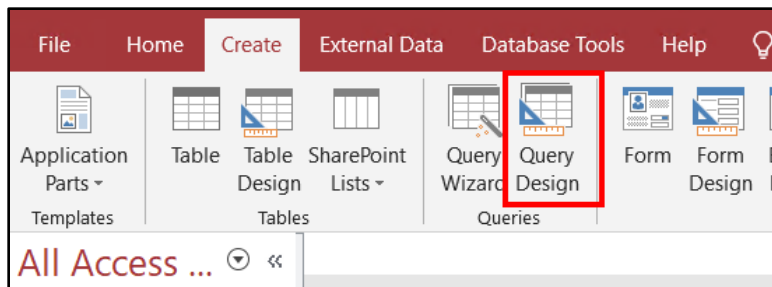 File Home Create External Data Database Tools Help
Application Parts
Table
Table Design
SharePoint Lists
Query Wizard
Query Design
Form
Form Design
Templates Tables Queries
All Access ...